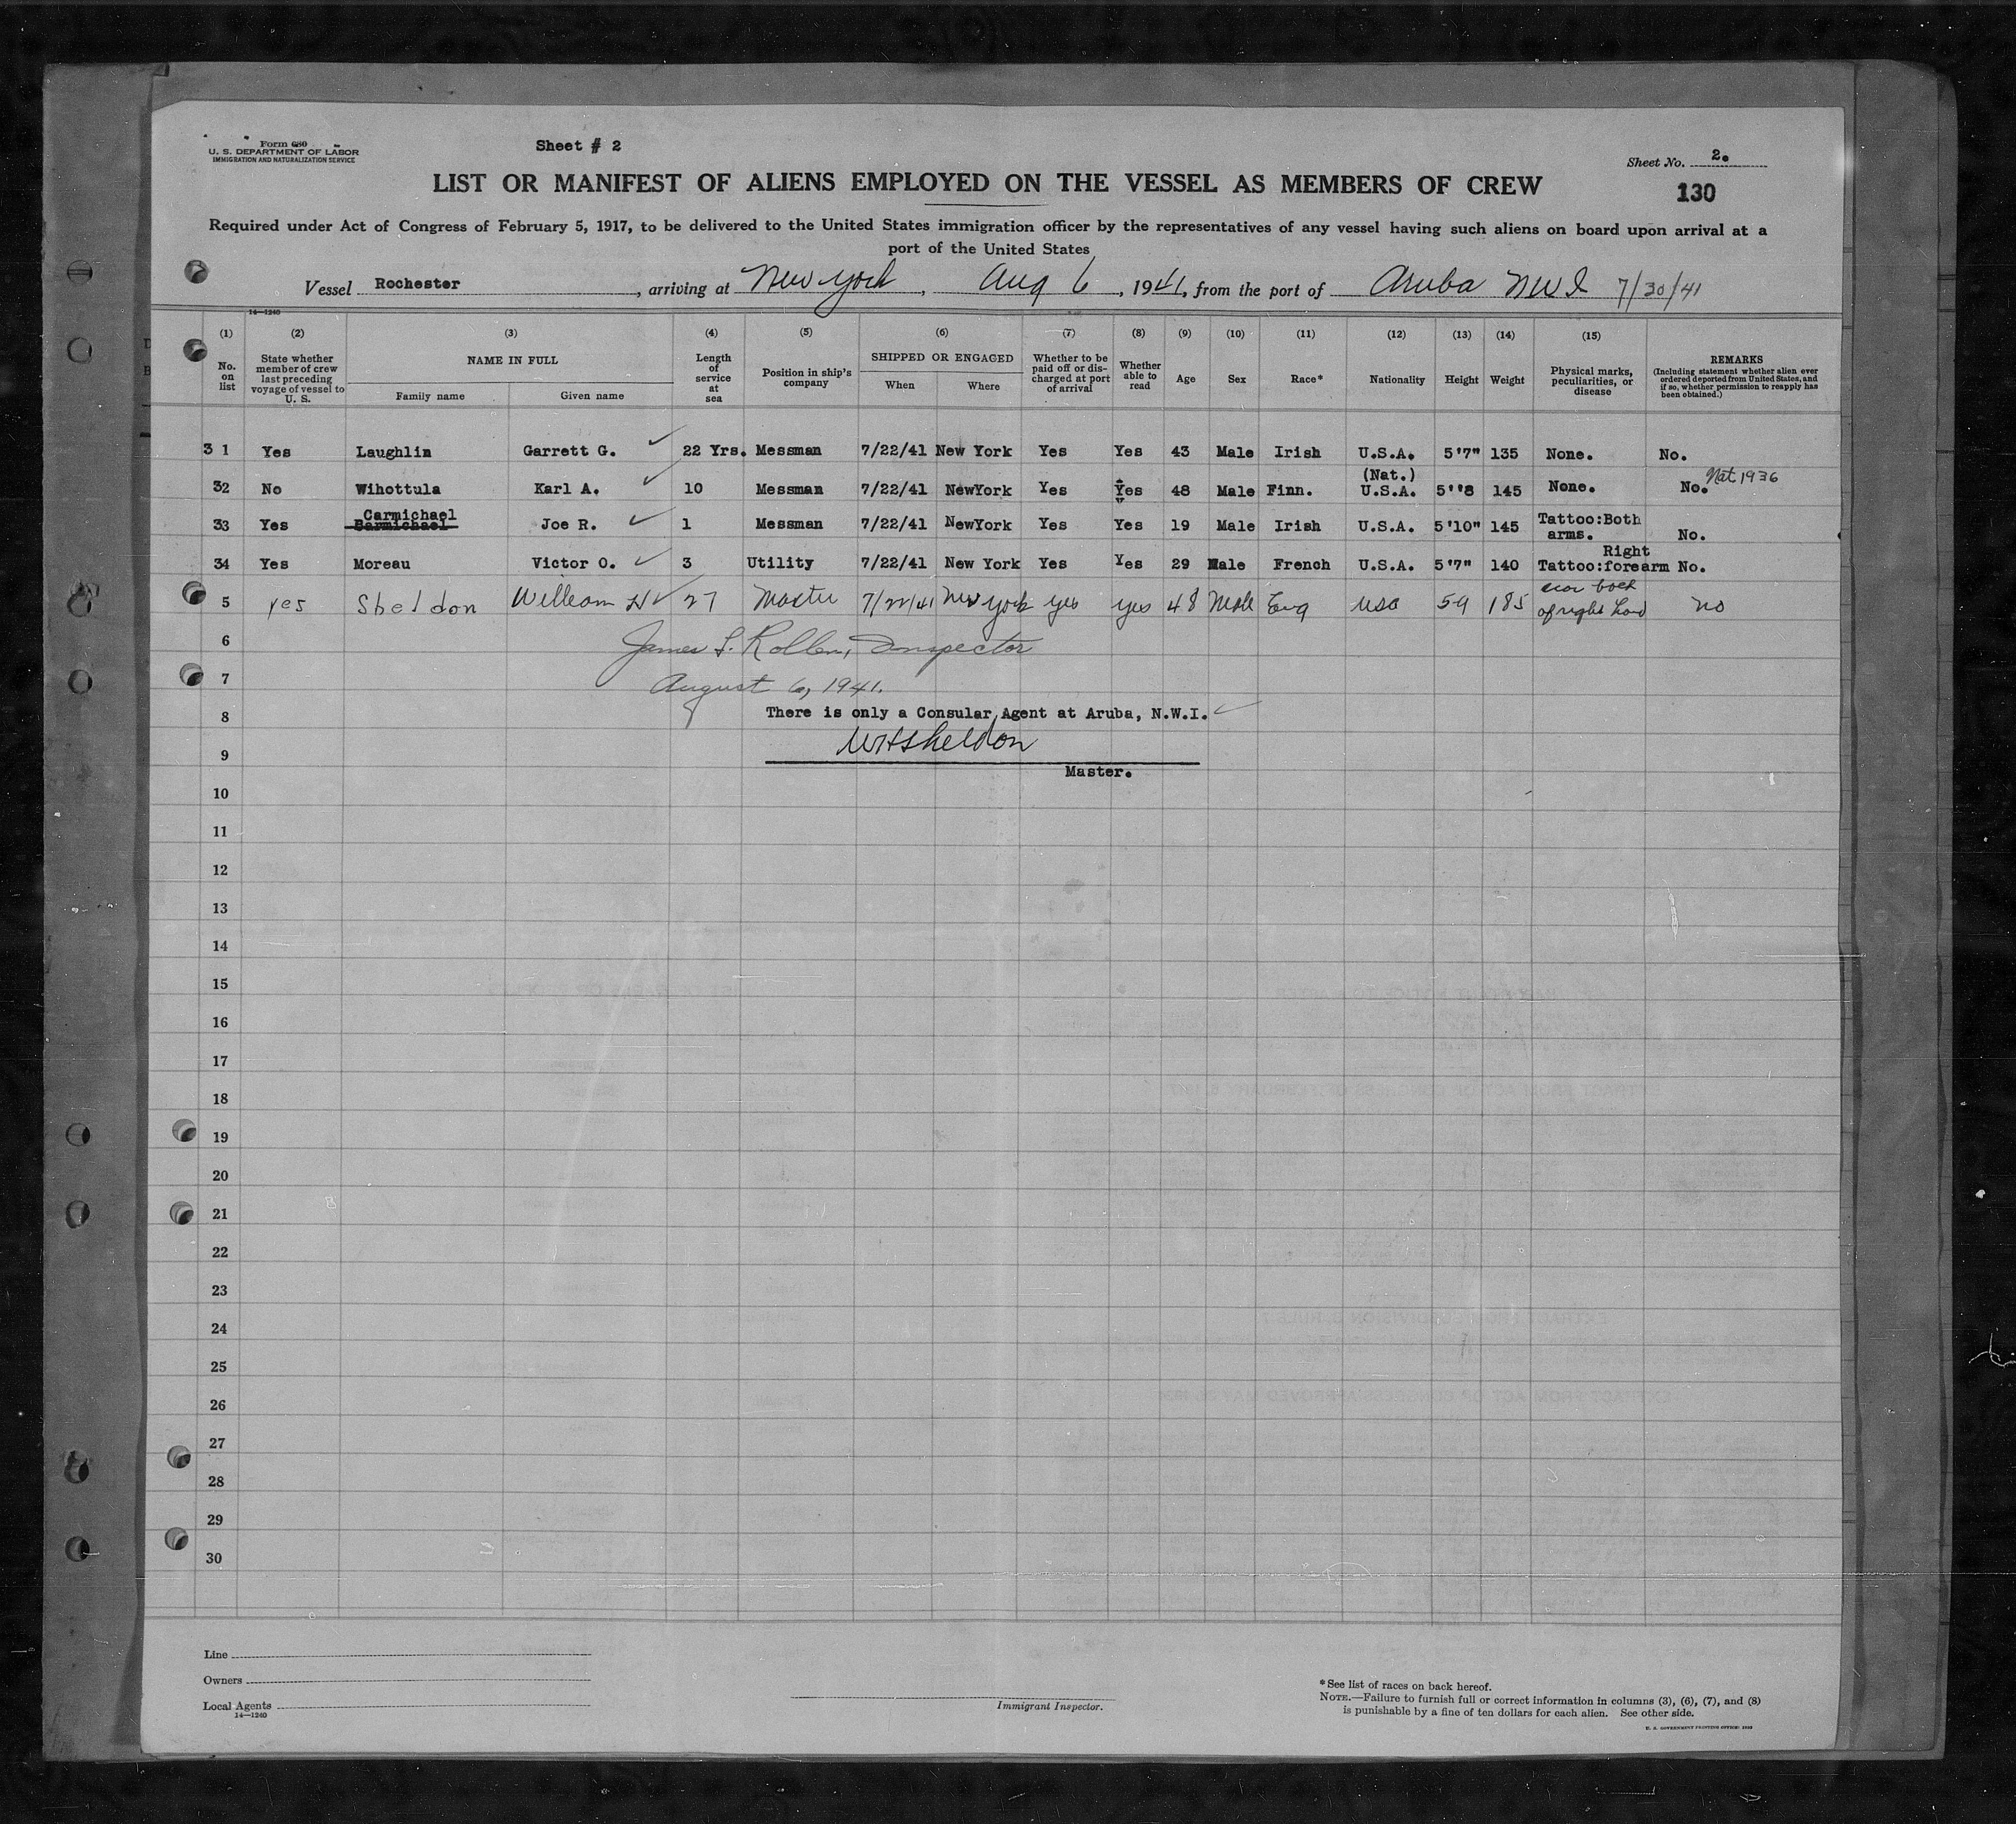 Form 680
U. S. DEPARTMENT OF LABOR
IMMIGRATION AND NATURALIZATION SERVICE
Sheet # 2
Sheet No. 2.
130
LIST OR MANIFEST OF ALIENS EMPLOYED ON THE VESSEL AS MEMBERS OF CREW
Required under Act of Congress of February 5, 1917, to be delivered to the United States immigration officer by the representatives of any vessel having such aliens on board upon arrival at a
port of the United States
Vessel Rochester, arriving at New York, Aug 6, 1941, from the port of Aruba NWI 7/30/41
14—1240
(1) (2) (3) (4) (5) (6) (7) (8) (9) (10) (11) (12) (13) (14) (15)
No. on list
State whether member of crew last preceding voyage of vessel to U. S.
NAME IN FULL
Family name
Given name
Length of service at sea
Position in ship's company
SHIPPED OR ENGAGED
When
Where
Whether to be paid off or discharged at port of arrival
Whether able to read
Age
Sex
Race*
Nationality
Height
Weight
Physical marks, peculiarities, or disease
REMARKS
(Including statement whether alien ever ordered deported from United States, and if so, whether permission to reapply has been obtained.)
3 1 Yes Laughlin Garrett G. 22 Yrs. Messman 7/22/41 New York Yes Yes 43 Male Irish U.S.A. 5'7" 135 None. No.
32 No Wihottula Karl A. 10 Messman 7/22/41 NewYork Yes Yes 48 Male Finn. (Nat.) U.S.A. 5''8 145 None. No. Nat 1936
33 Yes Barmichael Carmichael Joe R. 1 Messman 7/22/41 NewYork Yes Yes 19 Male Irish U.S.A. 5'10" 145 Tattoo:Both arms. No.
34 Yes Moreau Victor O. 3 Utility 7/22/41 New York Yes Yes 29 Male French U.S.A. 5'7" 140 Tattoo:Right forearm No.
5 yes Sheldon William H 27 Master 7/22/41 New York yes yes 48 Male Eng USA 59 185 scar back of right hand no
6 James S. Inspector
7 August 6, 1941.
8 There is only a Consular Agent at Aruba, N.W.I.
9 WHSheldon
Master.
10
11
12
13
14
15
16
17
18
19
20
21
22
23
24
25
26
27
28
29
30
Line
Owners
Local Agents
14—1240
Immigrant Inspector.
*See list of races on back hereof.
NOTE.—Failure to furnish full or correct information in columns (3), (6), (7), and (8)
is punishable by a fine of ten dollars for each alien. See other side.